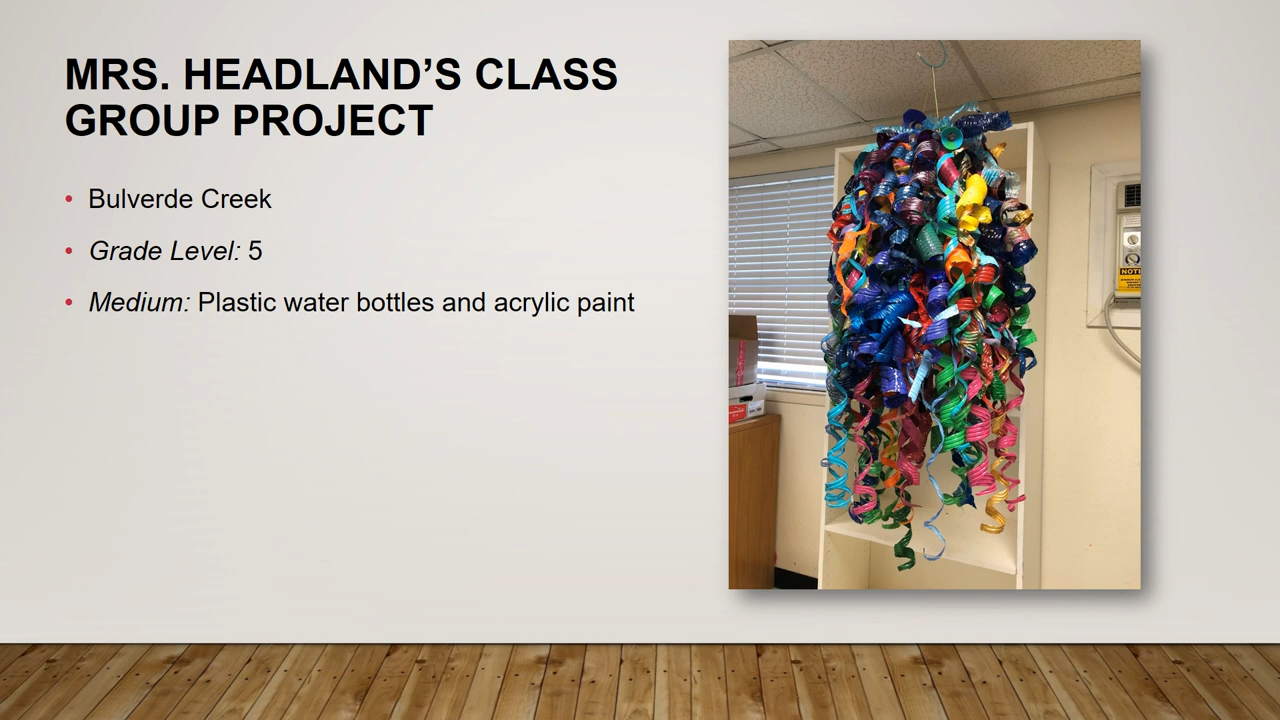 MRS. HEADLAND’S CLASS
GROUP PROJECT
• Bulverde Creek
• Grade Level: 5
• Medium: Plastic water bottles and acrylic paint